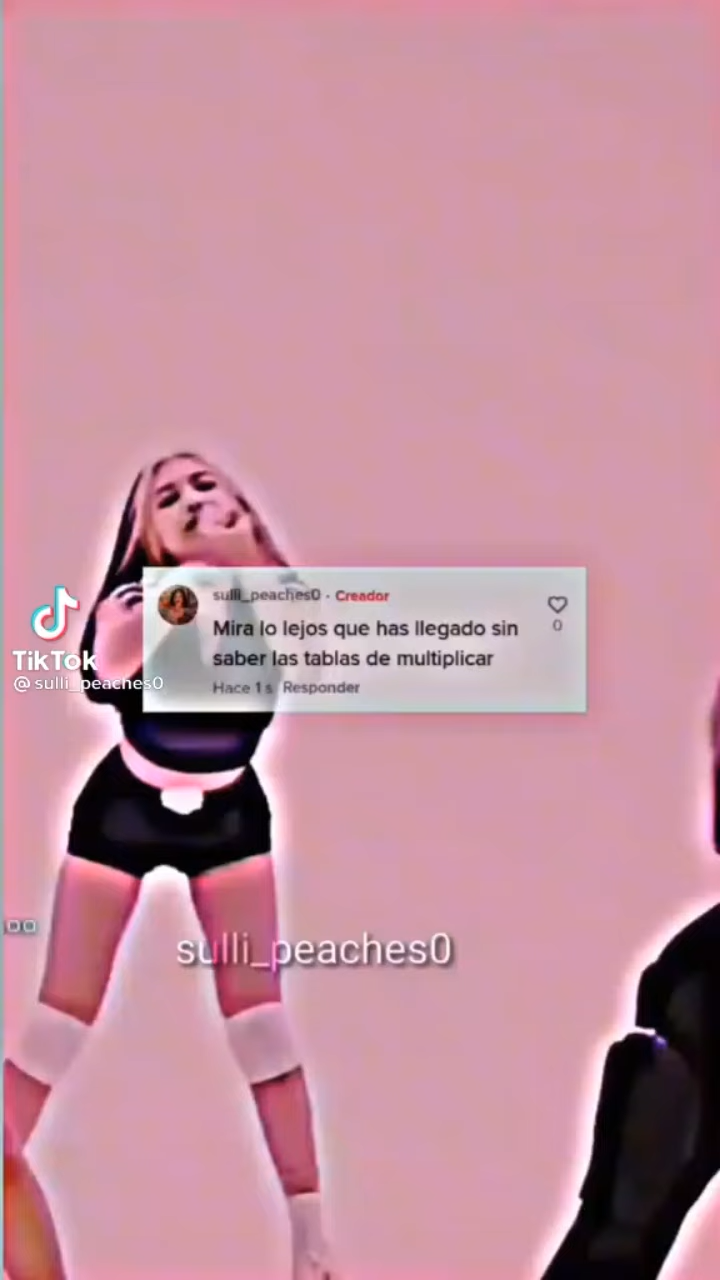 sulli_peaches0 · Creador
Mira lo lejos que has llegado sin
saber las tablas de multiplicar
0
Hace 1 s Responder
TikTok
@sulli_peaches0
sulli_peaches0